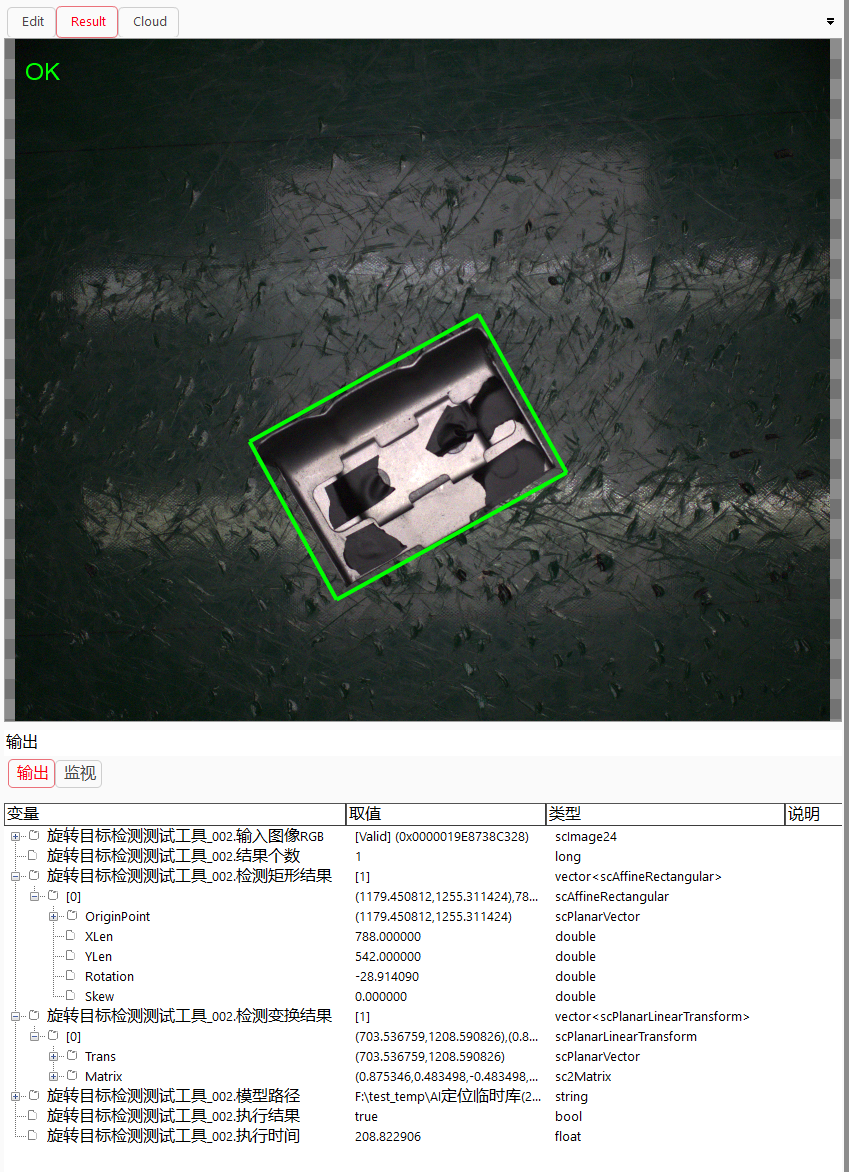 Edit Result Cloud
OK
输出
输出 监视
变量 取值 类型 说明
旋转目标检测测试工具_002.输入图像RGB [Valid] (0x0000019E8738C328) scImage24
旋转目标检测测试工具_002.结果个数 1 long
旋转目标检测测试工具_002.检测矩形结果 [1] vector<scAffineRectangular>
[0] (1179.450812,1255.311424),78... scAffineRectangular
OriginPoint (1179.450812,1255.311424) scPlanarVector
XLen 788.000000 double
YLen 542.000000 double
Rotation -28.914090 double
Skew 0.000000 double
旋转目标检测测试工具_002.检测变换结果 [1] vector<scPlanarLinearTransform>
[0] (703.536759,1208.590826),(0.8... scPlanarLinearTransform
Trans (703.536759,1208.590826) scPlanarVector
Matrix (0.875346,0.483498,-0.483498,... sc2Matrix
旋转目标检测测试工具_002.模型路径 F:\test_temp\AI定位临时库(2... string
旋转目标检测测试工具_002.执行结果 true bool
旋转目标检测测试工具_002.执行时间 208.822906 float